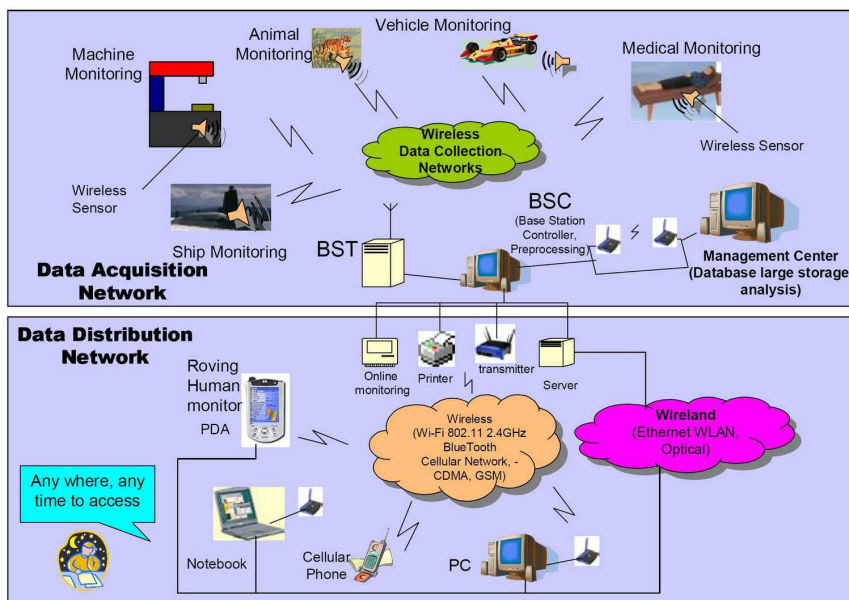 Machine
Monitoring
Animal
Monitoring
Vehicle Monitoring
Medical Monitoring
Wireless
Data Collection
Networks
Wireless Sensor
Wireless
Sensor
Ship Monitoring
BST
BSC
(Base Station
Controller,
Preprocessing)
Management Center
(Database large storage
analysis)
Data Acquisition
Network
Data Distribution
Network
Online
monitoring
Printer
transmitter
Server
Roving
Human
monitor
PDA
Wireless
(Wi-Fi 802.11 2.4GHz
BlueTooth
Cellular Network, -
CDMA, GSM)
Wireland
(Ethernet WLAN,
Optical)
Any where, any
time to access
Notebook
Cellular
Phone
PC